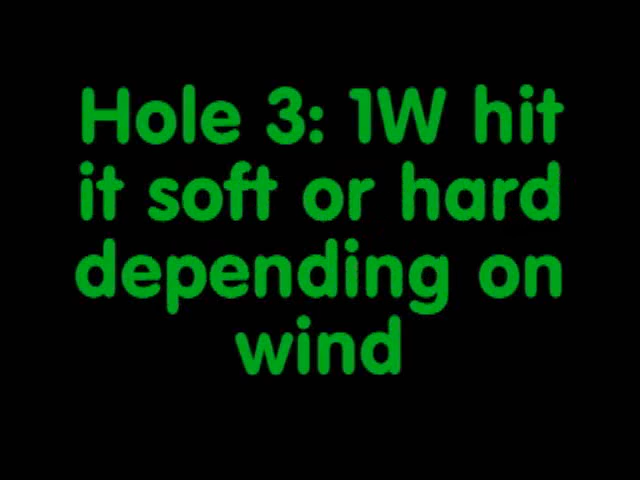 Hole 3: 1W hit
it soft or hard
depending on
wind